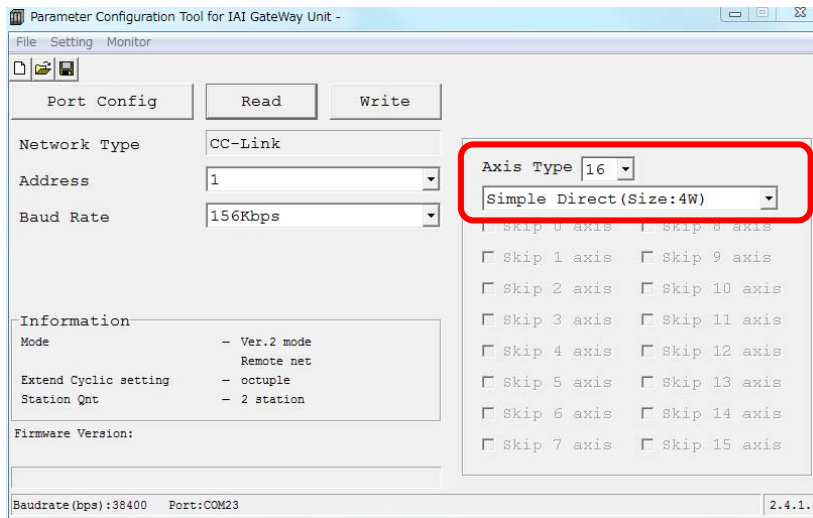 Parameter Configuration Tool for IAI GateWay Unit -
File Setting Monitor
Port Config Read Write
Network Type CC-Link
Address 1
Baud Rate 156Kbps
Axis Type 16
Simple Direct(Size:4W)
Skip 0 axis Skip 8 axis
Skip 1 axis Skip 9 axis
Skip 2 axis Skip 10 axis
Skip 3 axis Skip 11 axis
Skip 4 axis Skip 12 axis
Skip 5 axis Skip 13 axis
Skip 6 axis Skip 14 axis
Skip 7 axis Skip 15 axis
Information
Mode – Ver.2 mode
Remote net
Extend Cyclic setting – octuple
Station Qnt – 2 station
Firmware Version:
Baudrate(bps):38400 Port:COM23 2.4.1.